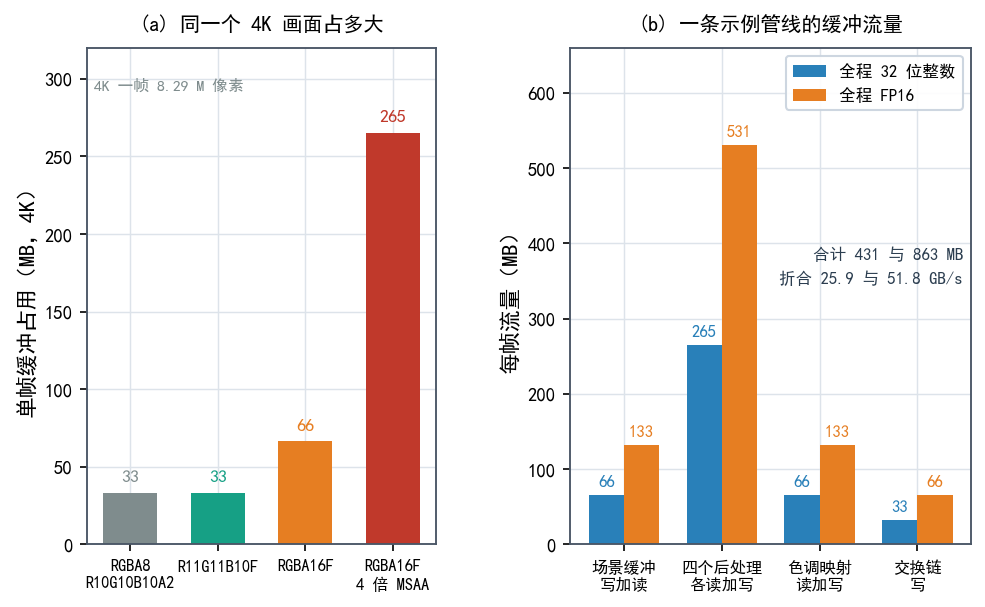 (a) 同一个 4K 画面占多大
单帧缓冲占用 (MB, 4K)
300
250
200
150
100
50
0
4K 一帧 8.29 M 像素
33
33
66
265
RGBA8
R10G10B10A2
R11G11B10F
RGBA16F
RGBA16F
4 倍 MSAA
(b) 一条示例管线的缓冲流量
每帧流量 (MB)
600
500
400
300
200
100
0
全程 32 位整数
全程 FP16
合计 431 与 863 MB
折合 25.9 与 51.8 GB/s
66
133
265
531
66
133
33
66
场景缓冲
写加读
四个后处理
各读加写
色调映射
读加写
交换链
写